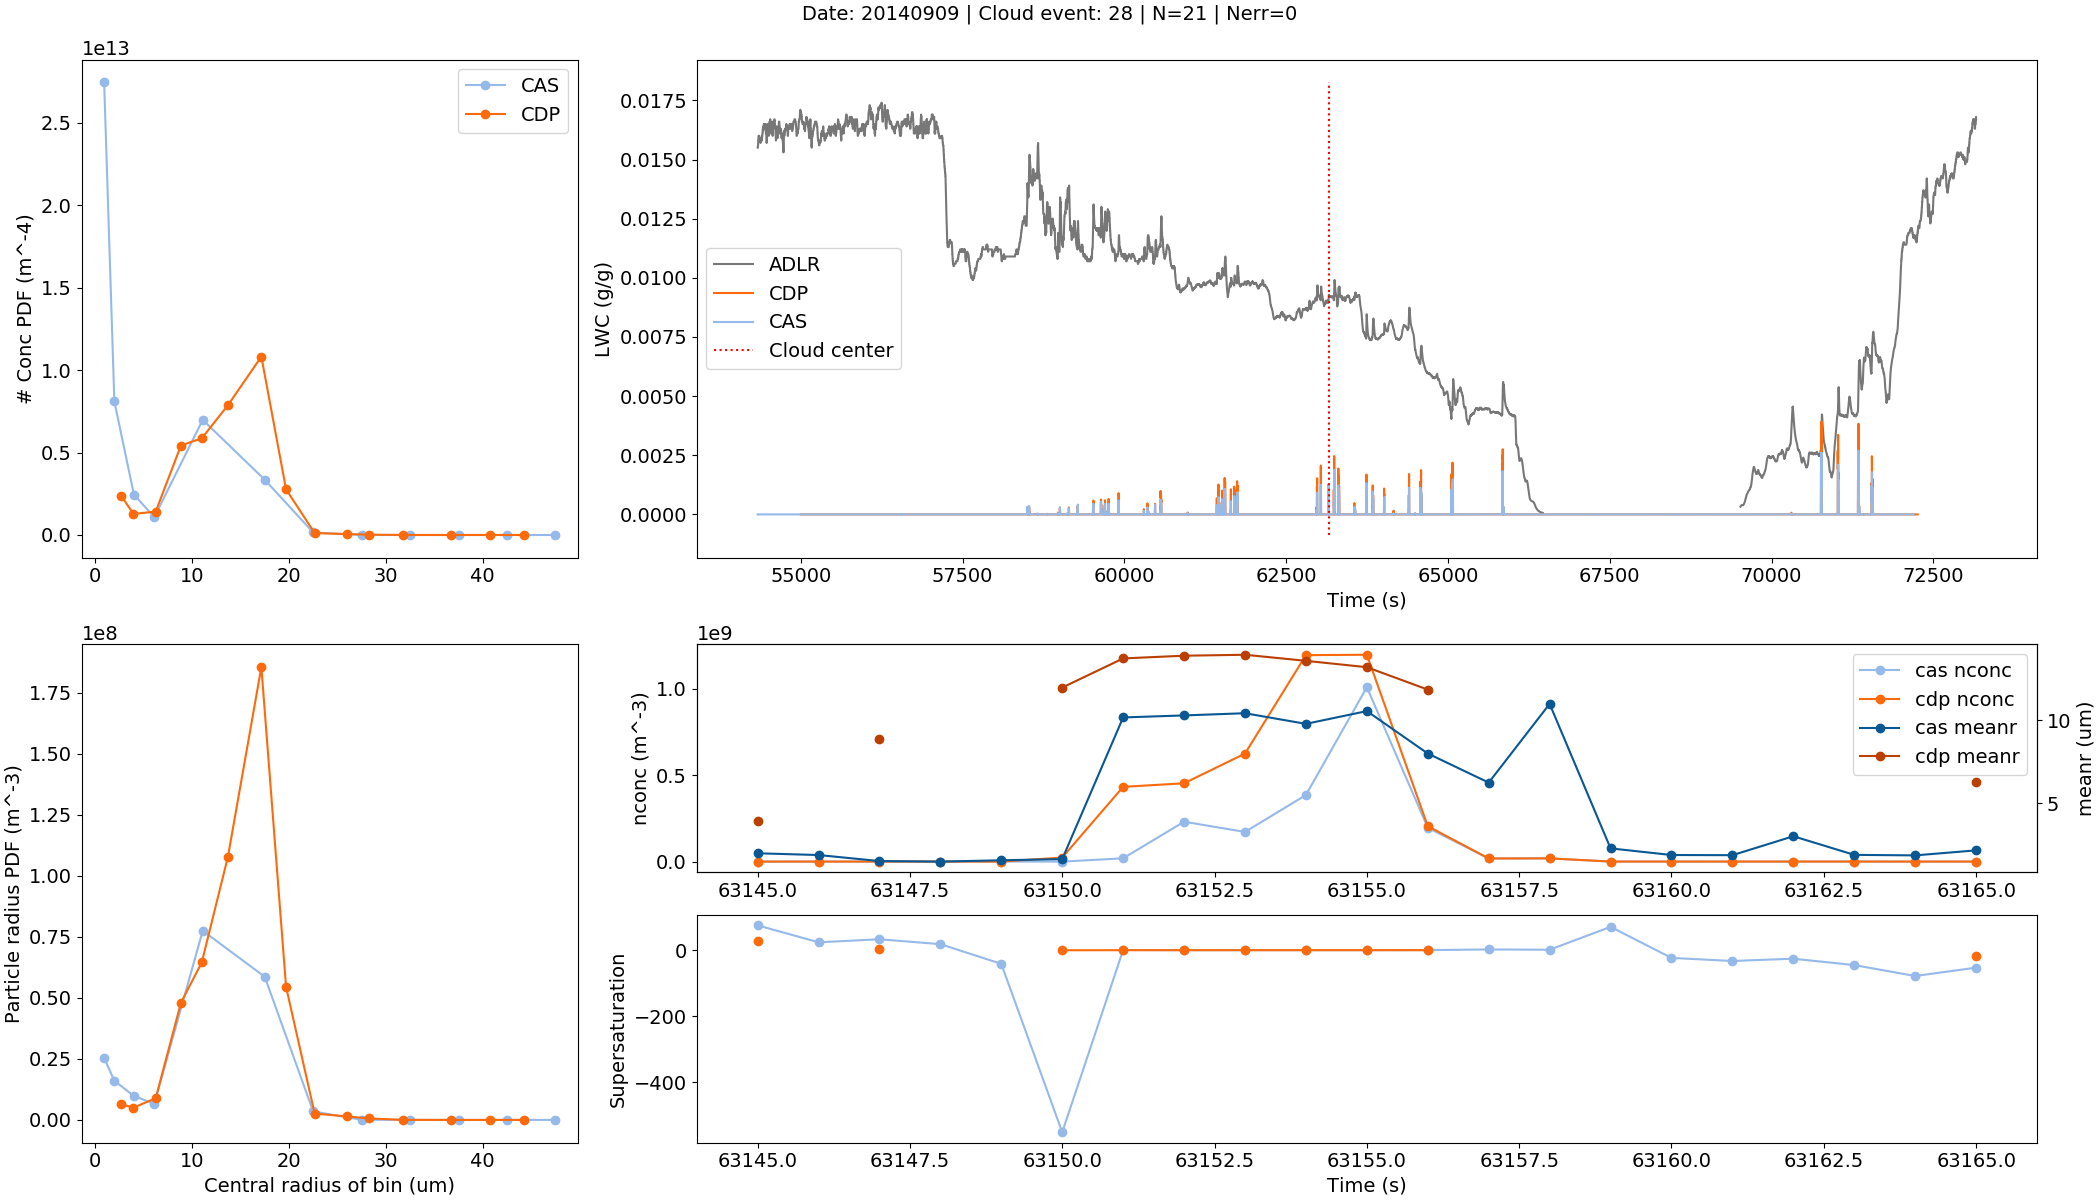 Date: 20140909 | Cloud event: 28 | N=21 | Nerr=0
1e13
# Conc PDF (m^-4)
2.5
2.0
1.5
1.0
0.5
0.0
0 10 20 30 40
CAS
CDP
LWC (g/g)
0.0175
0.0150
0.0125
0.0100
0.0075
0.0050
0.0025
0.0000
ADLR
CDP
CAS
Cloud center
55000 57500 60000 62500 65000 67500 70000 72500
Time (s)
1e8
Particle radius PDF (m^-3)
1.75
1.50
1.25
1.00
0.75
0.50
0.25
0.00
0 10 20 30 40
Central radius of bin (um)
1e9
nconc (m^-3)
1.0
0.5
0.0
cas nconc
cdp nconc
cas meanr
cdp meanr
10
5
meanr (um)
63145.0 63147.5 63150.0 63152.5 63155.0 63157.5 63160.0 63162.5 63165.0
Supersaturation
0
−200
−400
63145.0 63147.5 63150.0 63152.5 63155.0 63157.5 63160.0 63162.5 63165.0
Time (s)